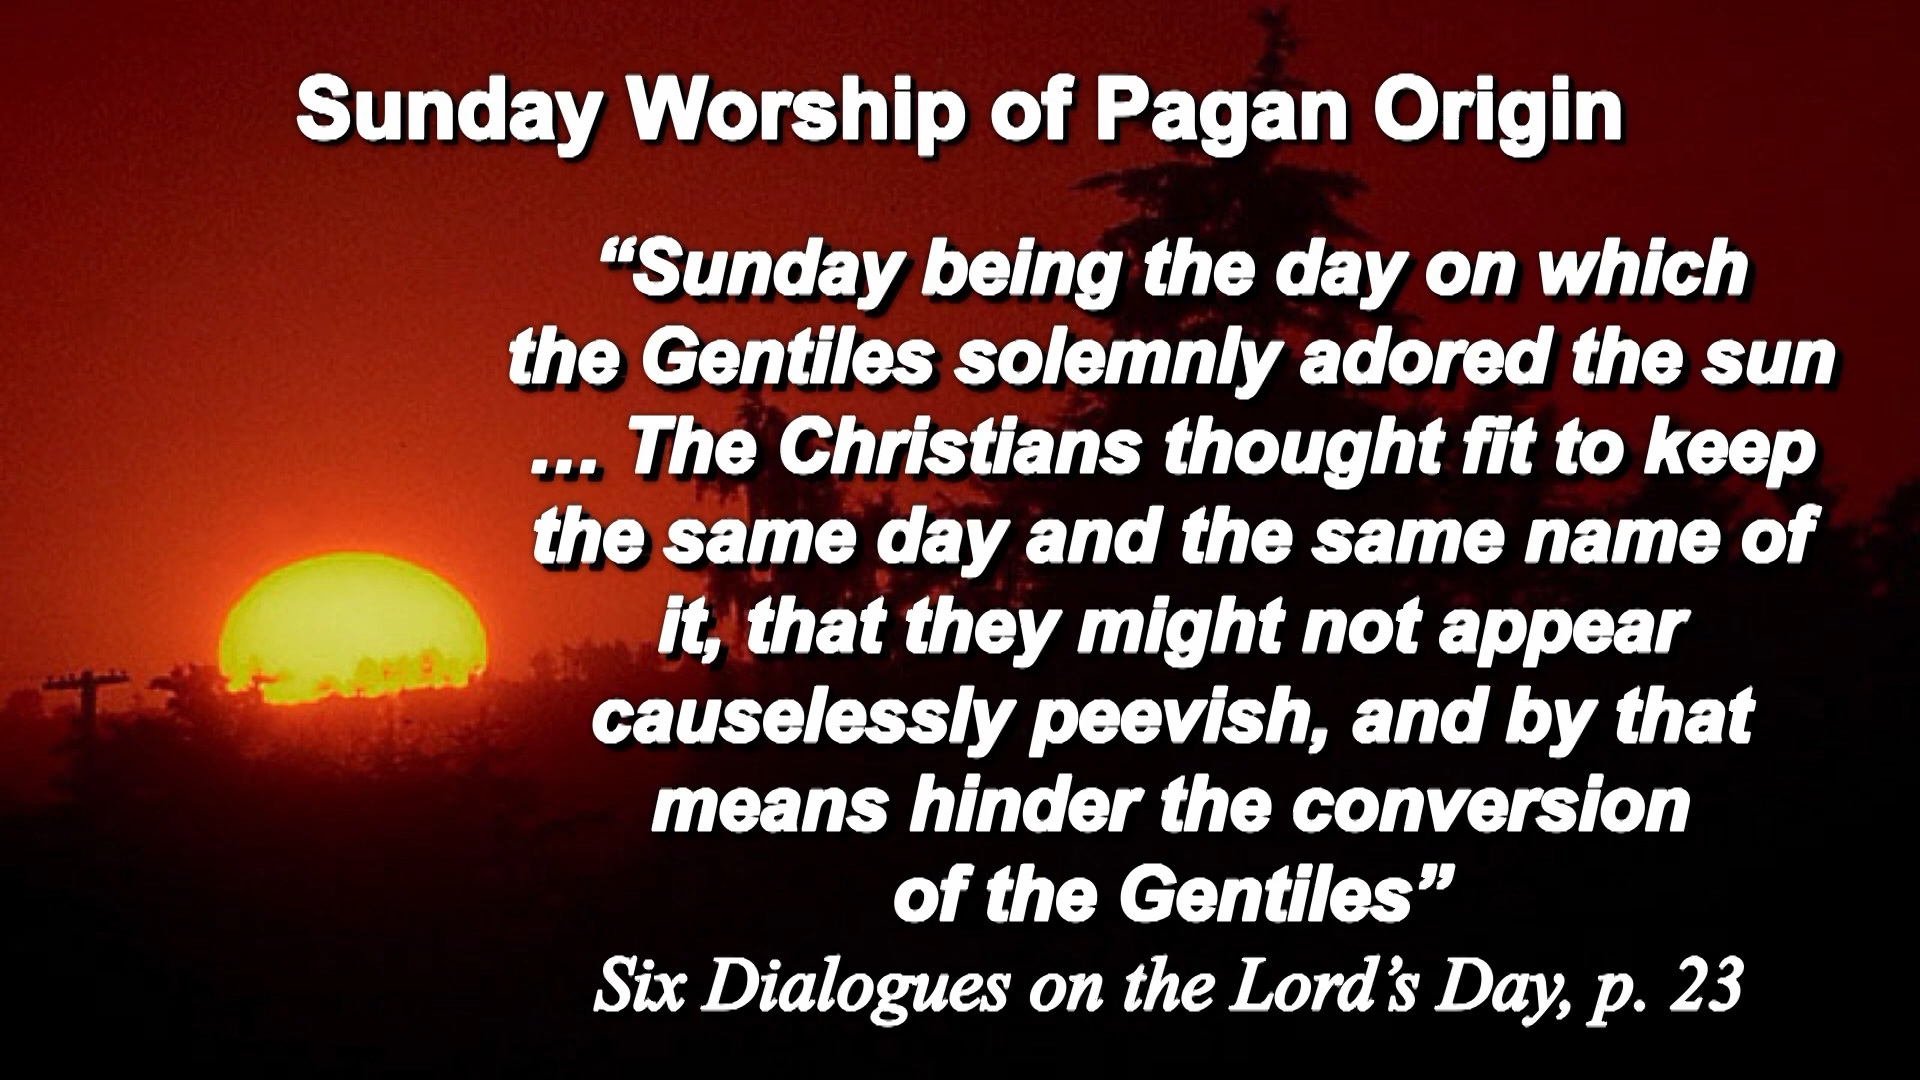 Sunday Worship of Pagan Origin
“Sunday being the day on which
the Gentiles solemnly adored the sun
... The Christians thought fit to keep
the same day and the same name of
it, that they might not appear
causelessly peevish, and by that
means hinder the conversion
of the Gentiles”
Six Dialogues on the Lord’s Day, p. 23